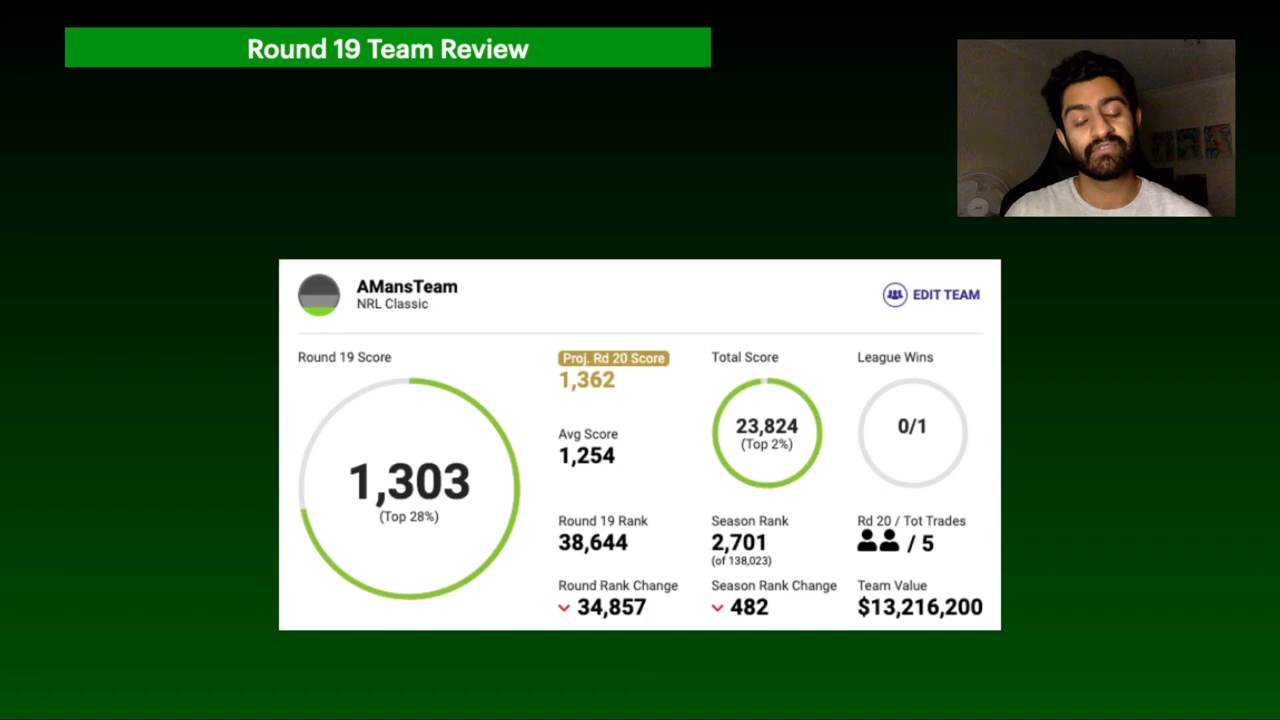 Round 19 Team Review
AMansTeam
NRL Classic
EDIT TEAM
Round 19 Score
1,303
(Top 28%)
Proj. Rd 20 Score
1,362
Avg Score
1,254
Round 19 Rank
38,644
Round Rank Change
34,857
Total Score
23,824
(Top 2%)
Season Rank
2,701
(of 138,023)
Season Rank Change
482
League Wins
0/1
Rd 20 / Tot Trades
/ 5
Team Value
$13,216,200